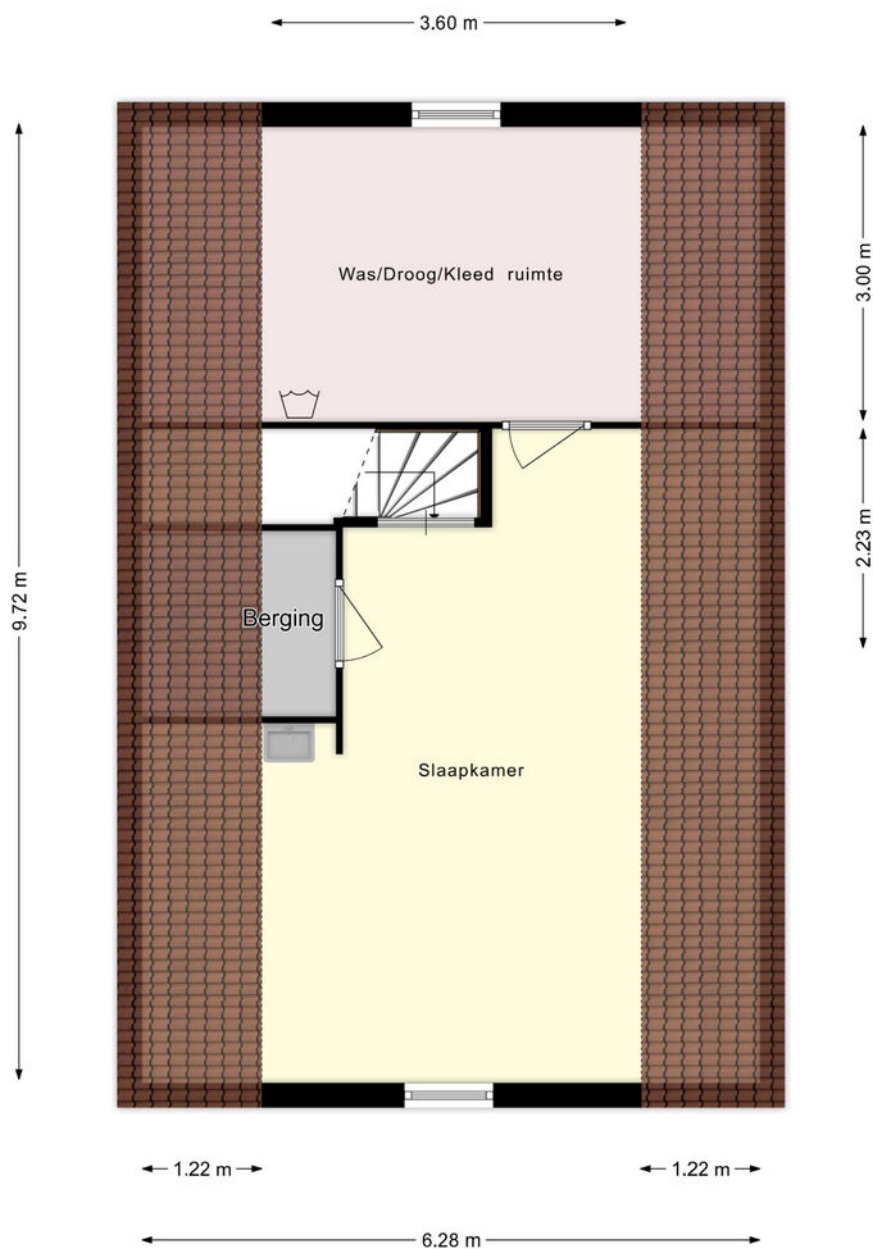 3.60 m
Was/Droog/Kleed ruimte
3.00 m
2.23 m
9.72 m
Berging
Slaapkamer
1.22 m
1.22 m
6.28 m